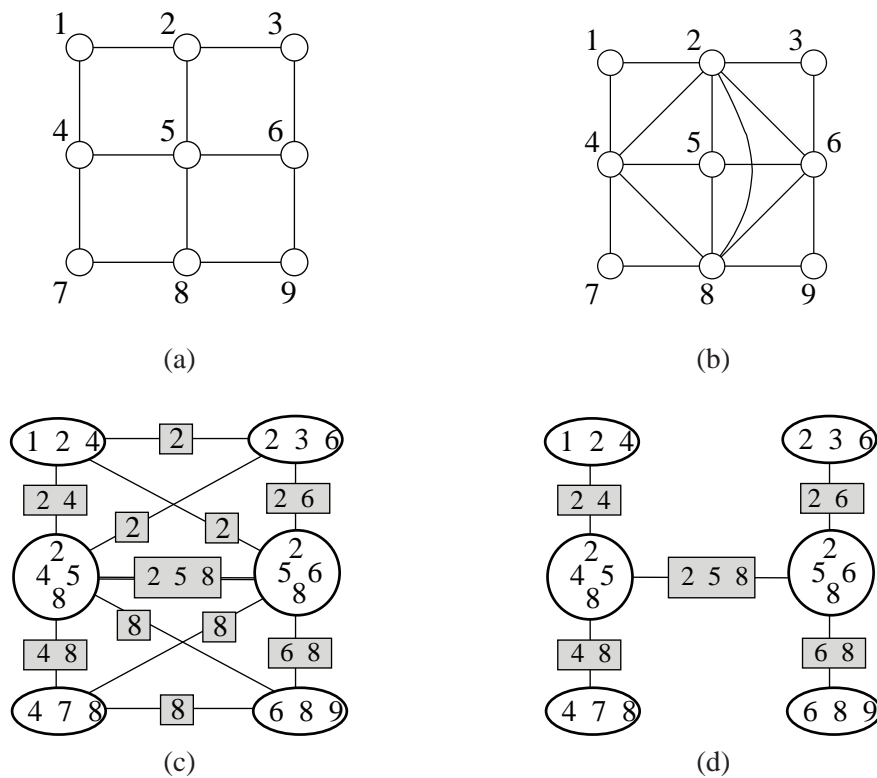 1 2 3
4 5 6
7 8 9
(a)
1 2 3
4 5 6
7 8 9
(b)
1 2 4 2 2 3 6
2 4 2 2 2 6
2 2
4 5 2 5 8 5 6
8 8
4 8 8 8 6 8
4 7 8 8 6 8 9
(c)
1 2 4 2 3 6
2 4 2 6
2 2
4 5 2 5 8 5 6
8 8
4 8 6 8
4 7 8 6 8 9
(d)